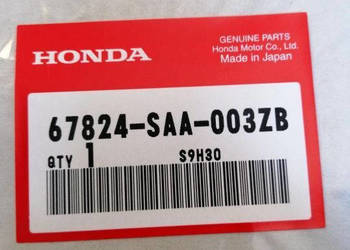 HONDA
GENUINE PARTS
Honda Motor Co., Ltd.
Made in Japan
67824-SAA-003ZB
QTY 1 S9H30